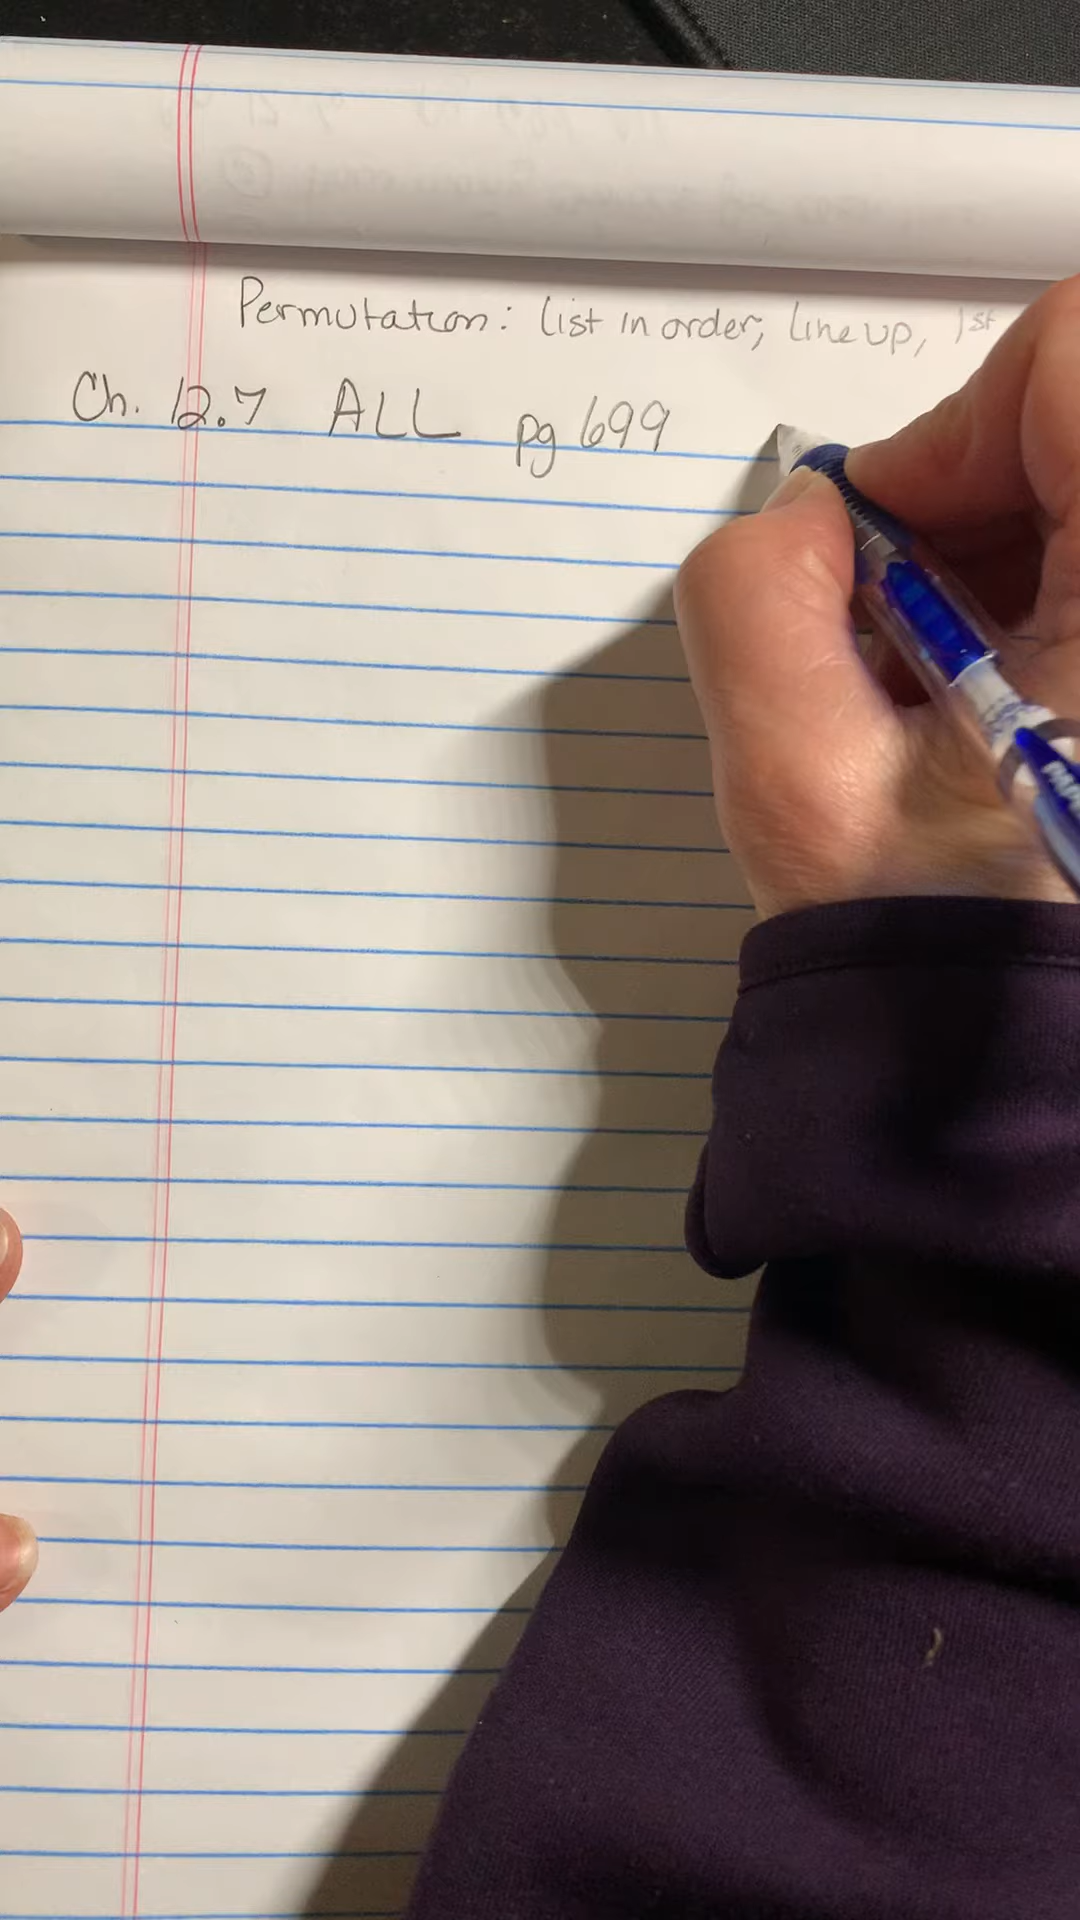 Permutation: list in order, line up, 1st
Ch. 12.7 ALL pg 699